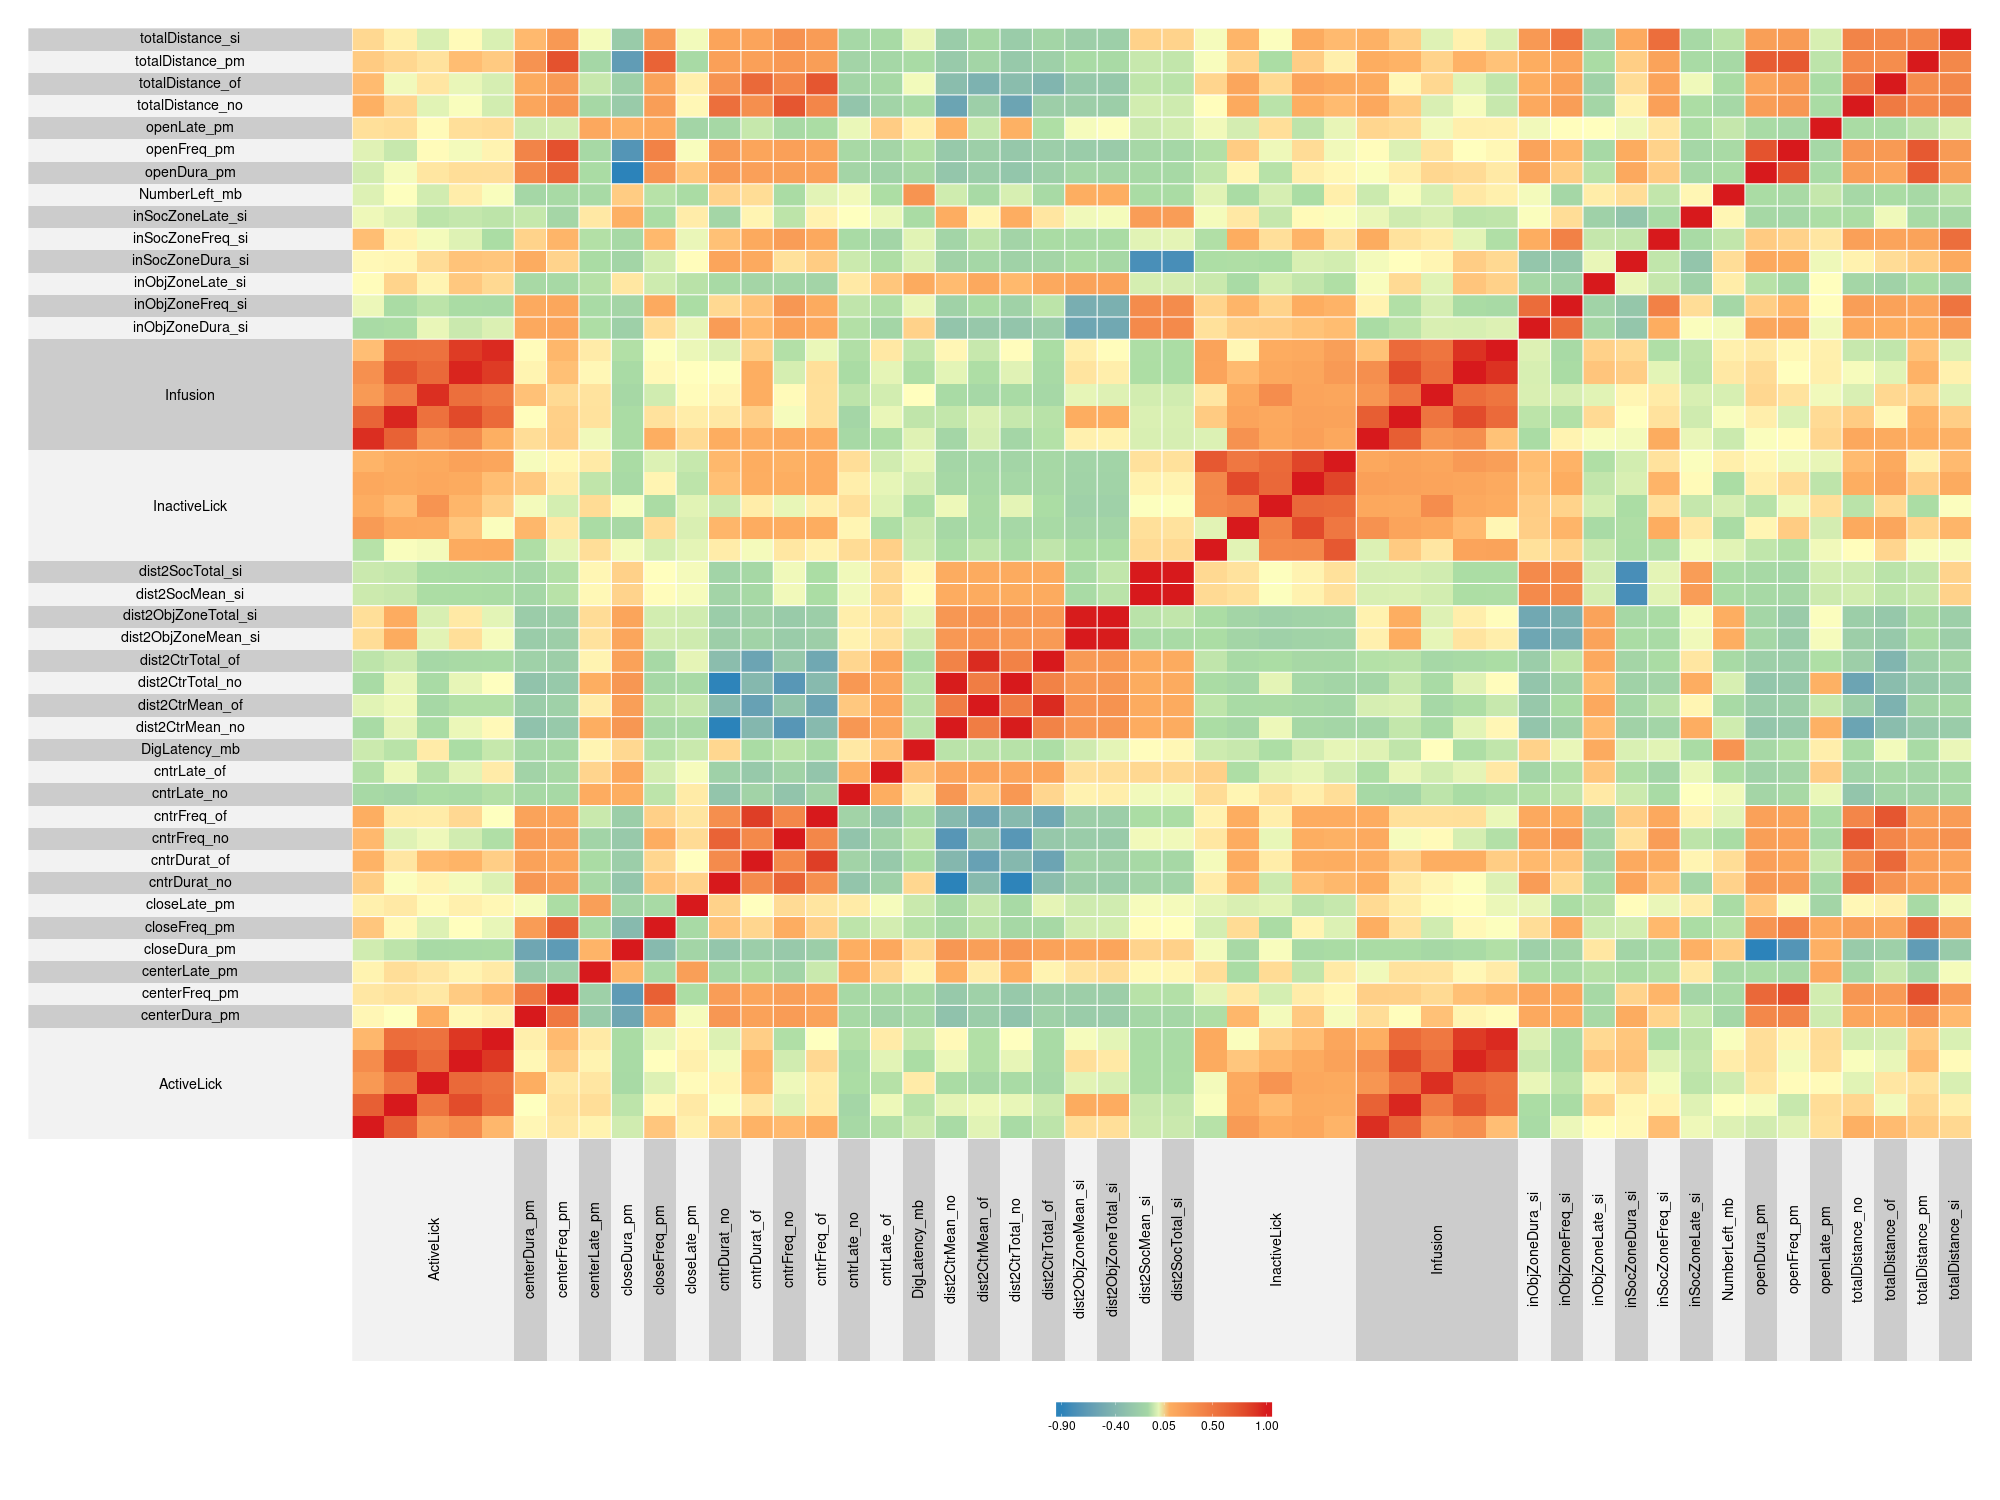 totalDistance_si
totalDistance_pm
totalDistance_of
totalDistance_no
openLate_pm
openFreq_pm
openDura_pm
NumberLeft_mb
inSocZoneLate_si
inSocZoneFreq_si
inSocZoneDura_si
inObjZoneLate_si
inObjZoneFreq_si
inObjZoneDura_si
Infusion
InactiveLick
dist2SocTotal_si
dist2SocMean_si
dist2ObjZoneTotal_si
dist2ObjZoneMean_si
dist2CtrTotal_of
dist2CtrTotal_no
dist2CtrMean_of
dist2CtrMean_no
DigLatency_mb
cntrLate_of
cntrLate_no
cntrFreq_of
cntrFreq_no
cntrDurat_of
cntrDurat_no
closeLate_pm
closeFreq_pm
closeDura_pm
centerLate_pm
centerFreq_pm
centerDura_pm
ActiveLick
ActiveLick
centerDura_pm
centerFreq_pm
centerLate_pm
closeDura_pm
closeFreq_pm
closeLate_pm
cntrDurat_no
cntrDurat_of
cntrFreq_no
cntrFreq_of
cntrLate_no
cntrLate_of
DigLatency_mb
dist2CtrMean_no
dist2CtrMean_of
dist2CtrTotal_no
dist2CtrTotal_of
dist2ObjZoneMean_si
dist2ObjZoneTotal_si
dist2SocMean_si
dist2SocTotal_si
InactiveLick
Infusion
inObjZoneDura_si
inObjZoneFreq_si
inObjZoneLate_si
inSocZoneDura_si
inSocZoneFreq_si
inSocZoneLate_si
NumberLeft_mb
openDura_pm
openFreq_pm
openLate_pm
totalDistance_no
totalDistance_of
totalDistance_pm
totalDistance_si
-0.90 -0.40 0.05 0.50 1.00